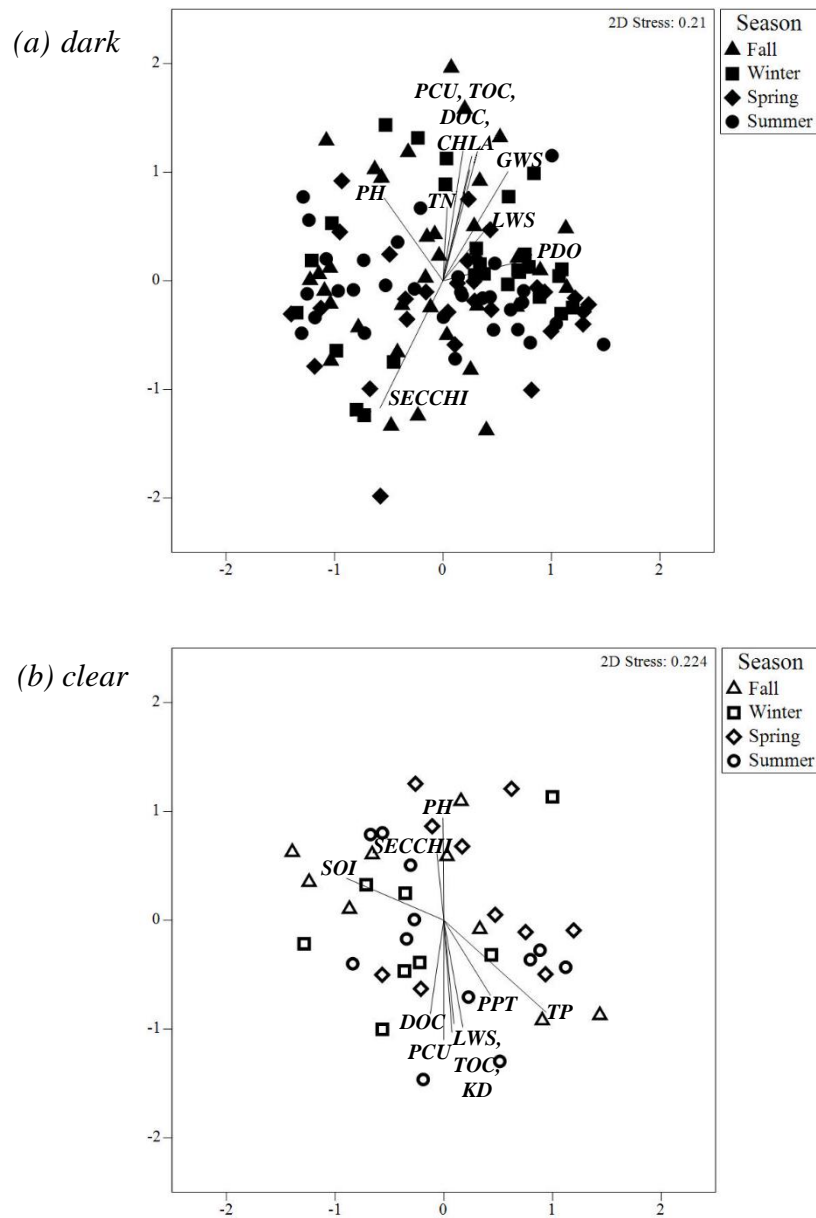 (a) dark
2D Stress: 0.21
Season
Fall
Winter
Spring
Summer
2
1
0
-1
-2
PCU, TOC,
DOC,
CHLA
GWS
PH
TN
LWS
PDO
SECCHI
-2 -1 0 1 2
(b) clear
2D Stress: 0.224
Season
Fall
Winter
Spring
Summer
2
1
0
-1
-2
PH
SECCHI
SOI
PPT
TP
DOC
LWS,
PCU
TOC,
KD
-2 -1 0 1 2